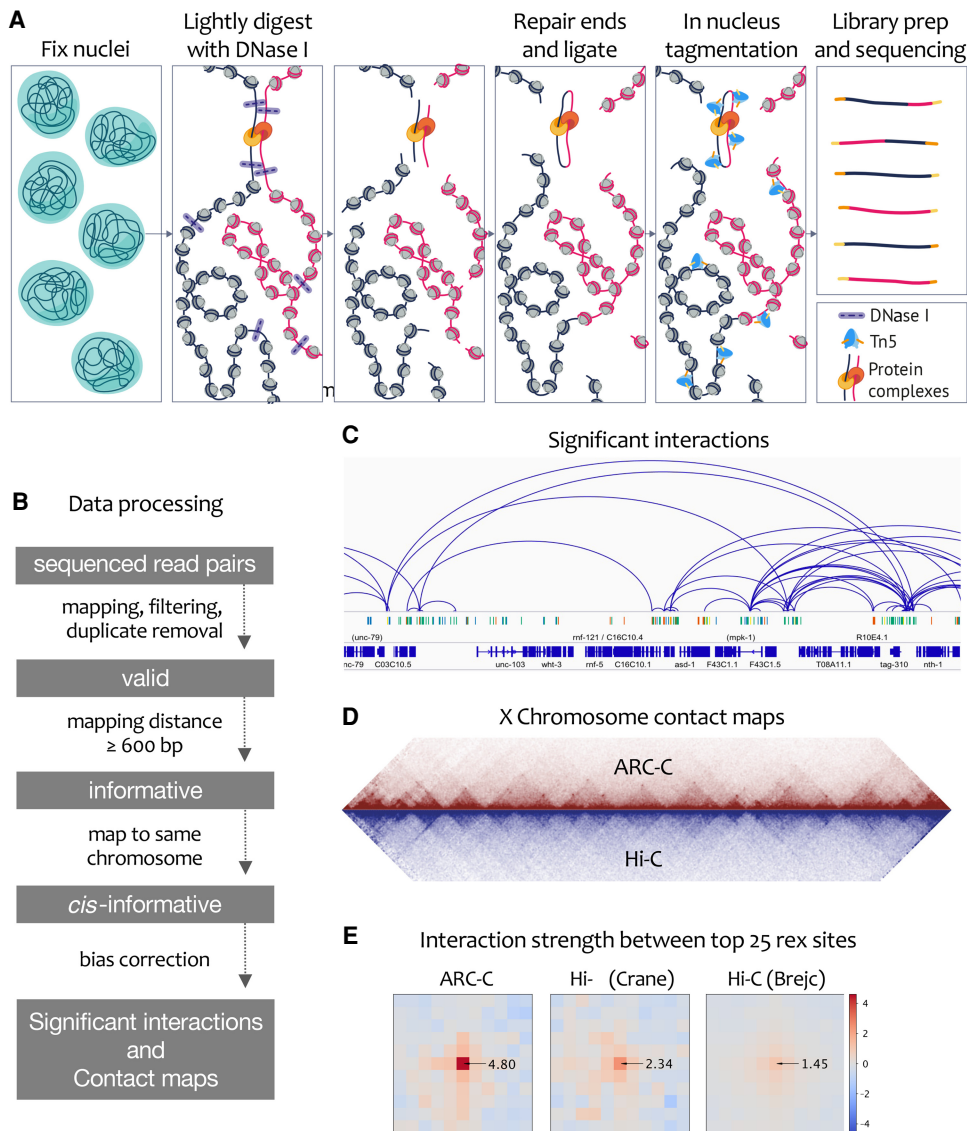 A
Fix nuclei
Lightly digest
with DNase I
Repair ends
and ligate
In nucleus
tagmentation
Library prep
and sequencing
m
DNase I
Tn5
Protein
complexes
B
Data processing
sequenced read pairs
mapping, filtering,
duplicate removal
valid
mapping distance
≥ 600 bp
informative
map to same
chromosome
cis-informative
bias correction
Significant interactions
and
Contact maps
C
Significant interactions
(unc-79) rnf-121 / C16C10.4 (mpk-1) R10E4.1
nc-79 C03C10.5 unc-103 wht-3 rnf-5 C16C10.1 asd-1 F43C1.1 F43C1.5 T08A11.1 tag-310 nth-1
D
X Chromosome contact maps
ARC-C
Hi-C
E
Interaction strength between top 25 rex sites
ARC-C Hi- (Crane) Hi-C (Brejc)
4.80 2.34 1.45
4
2
0
-2
-4